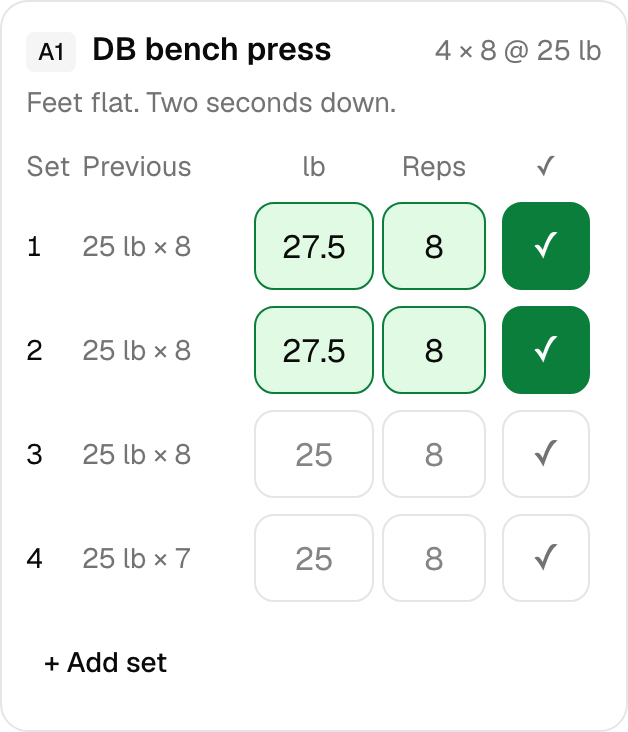 A1 DB bench press 4 × 8 @ 25 lb
Feet flat. Two seconds down.
Set Previous lb Reps ✓
1 25 lb × 8 27.5 8 ✓
2 25 lb × 8 27.5 8 ✓
3 25 lb × 8 25 8 ✓
4 25 lb × 7 25 8 ✓
+ Add set